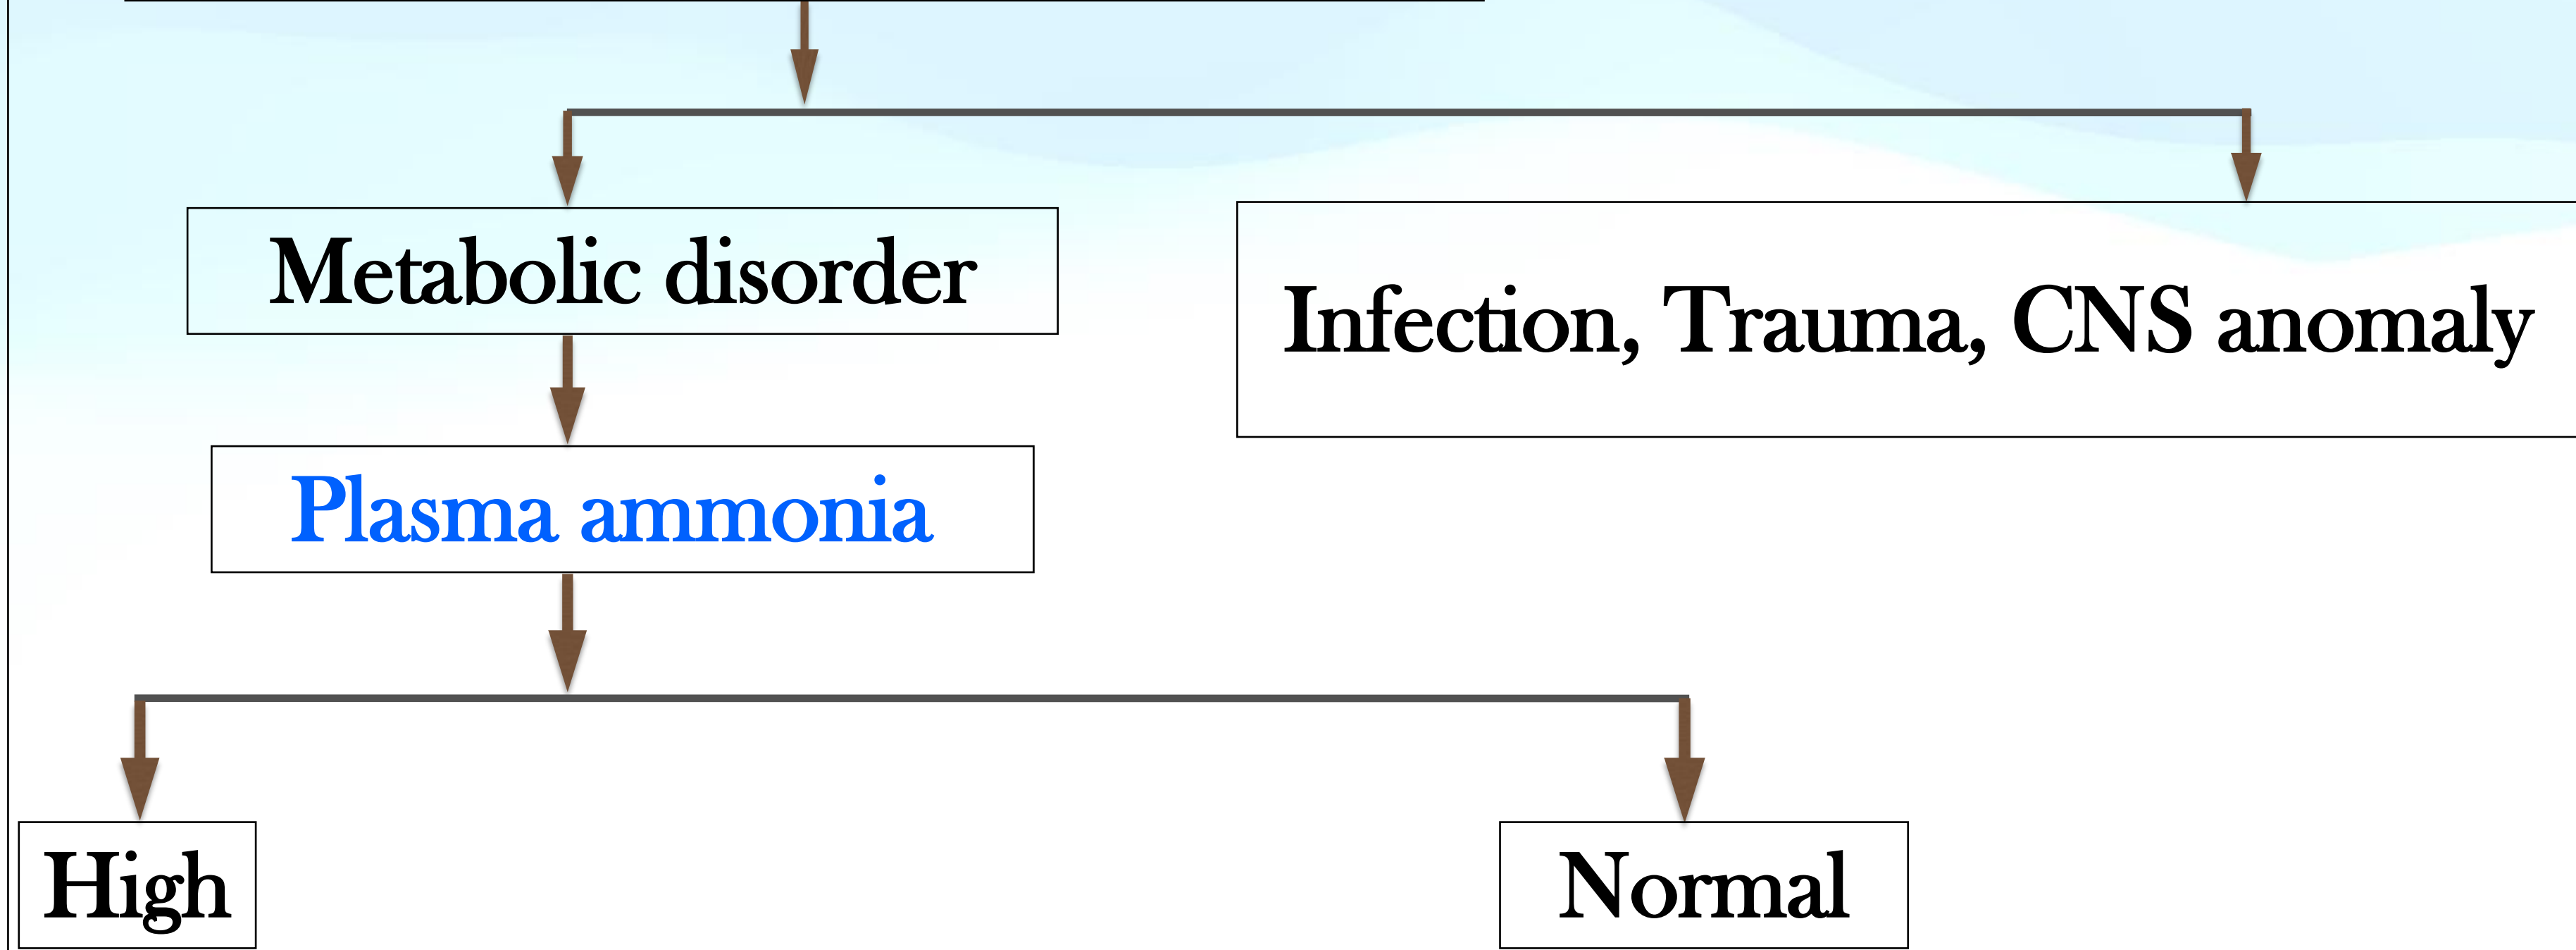 Metabolic disorder
Infection, Trauma, CNS anomaly
Plasma ammonia
High
Normal